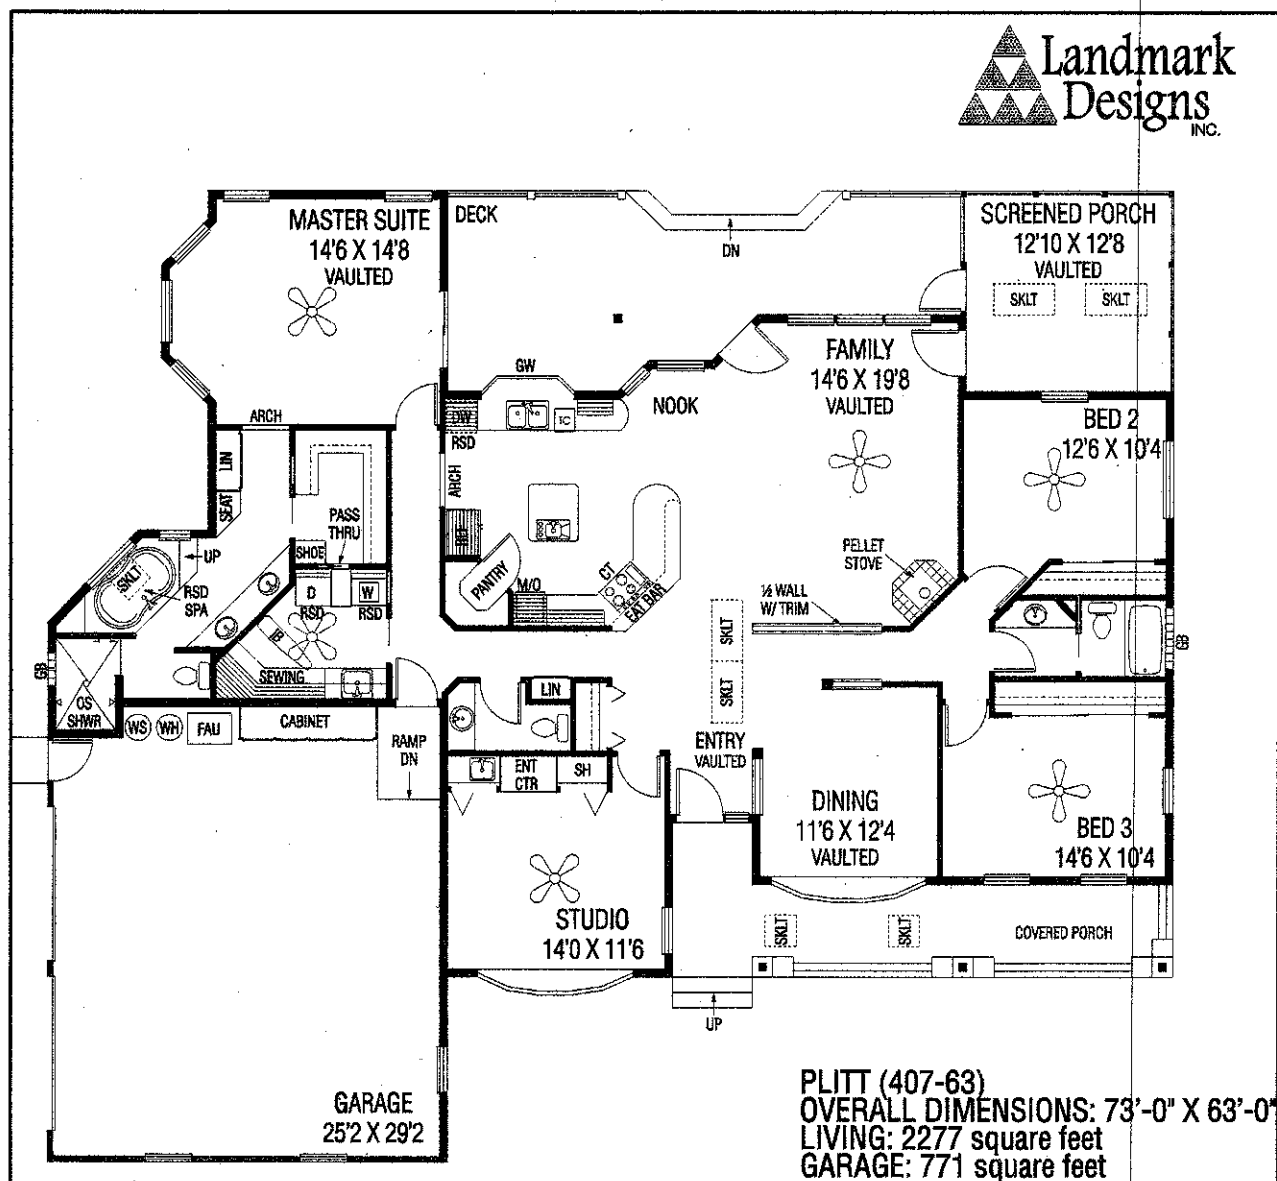 Landmark
Designs
INC.
MASTER SUITE
14'6 X 14'8
VAULTED
DECK
DN
SCREENED PORCH
12'10 X 12'8
VAULTED
SKLT
SKLT
GW
FAMILY
14'6 X 19'8
VAULTED
NOOK
ARCH
DW
RSD
TC
BED 2
12'6 X 10'4
LIN
SEAT
ARCH
PASS
THRU
REF
SHOE
UP
SKLT
RSD
SPA
PANTRY
M/O
CT
EAT BAR
PELLET
STOVE
½ WALL
W/ TRIM
D
RSD
W
RSD
IB
SEWING
SKLT
SKLT
GB
GB
OS
SHWR
WS
WH
FAU
CABINET
RAMP
DN
LIN
ENT
CTR
SH
ENTRY
VAULTED
DINING
11'6 X 12'4
VAULTED
BED 3
14'6 X 10'4
STUDIO
14'0 X 11'6
SKLT
SKLT
COVERED PORCH
UP
GARAGE
25'2 X 29'2
PLITT (407-63)
OVERALL DIMENSIONS: 73'-0" X 63'-0"
LIVING: 2277 square feet
GARAGE: 771 square feet